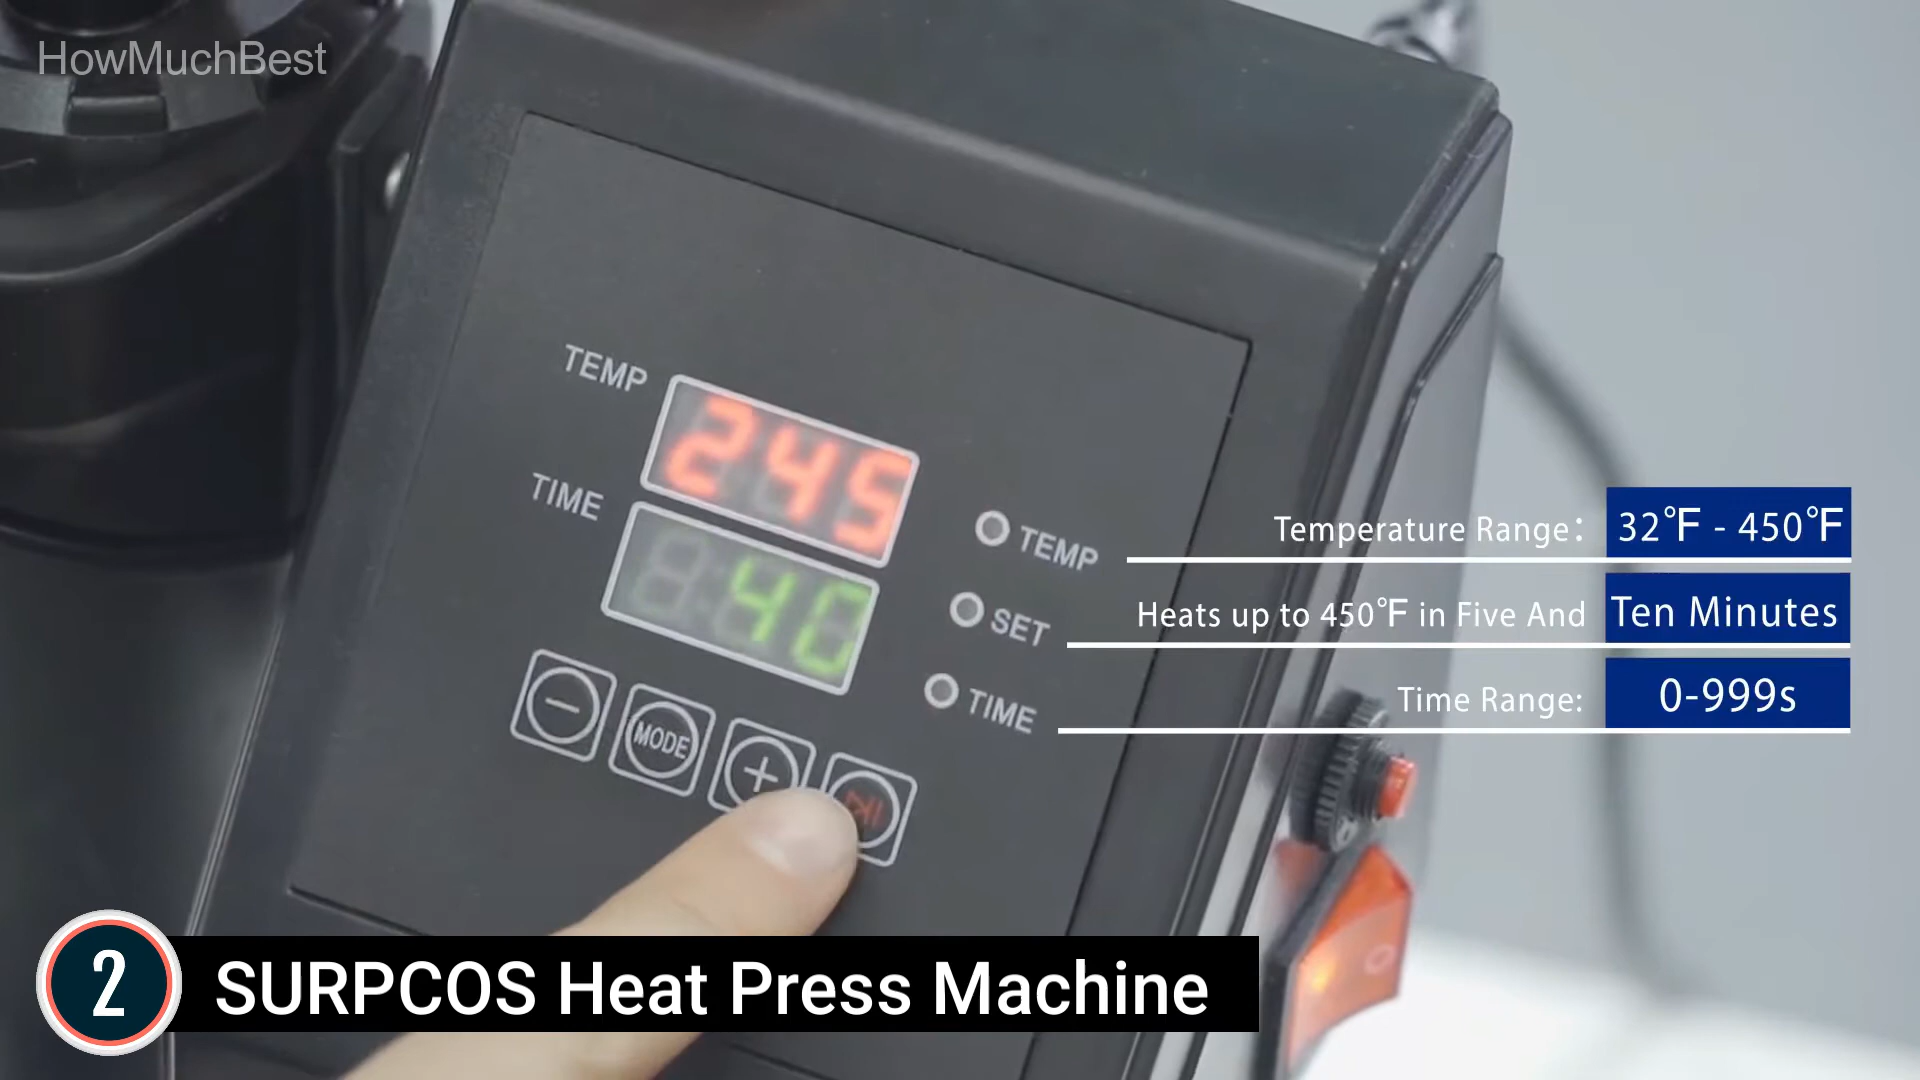 HowMuchBest
TEMP
245
TIME
40
TEMP
SET
TIME
MODE
Temperature Range: 32°F - 450°F
Heats up to 450°F in Five And Ten Minutes
Time Range: 0-999s
2
SURPCOS Heat Press Machine